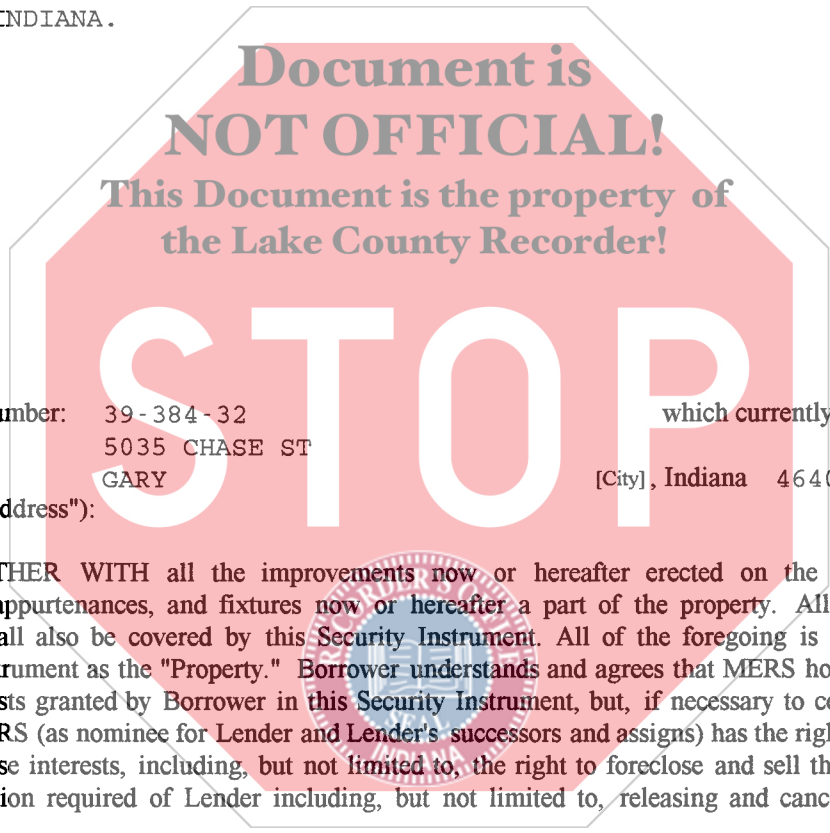 INDIANA.
Document is
NOT OFFICIAL!
This Document is the property of
the Lake County Recorder!
STOP
umber: 39-384-32 which currently
5035 CHASE ST
GARY [City], Indiana 4640
ddress"):
THER WITH all the improvements now or hereafter erected on the
appurtenances, and fixtures now or hereafter a part of the property. All
all also be covered by this Security Instrument. All of the foregoing is
trument as the "Property." Borrower understands and agrees that MERS ho
sts granted by Borrower in this Security Instrument, but, if necessary to co
RS (as nominee for Lender and Lender's successors and assigns) has the righ
se interests, including, but not limited to, the right to foreclose and sell th
ion required of Lender including, but not limited to, releasing and canc
RECORDER'S OFFICE
SEAL
INDIANA